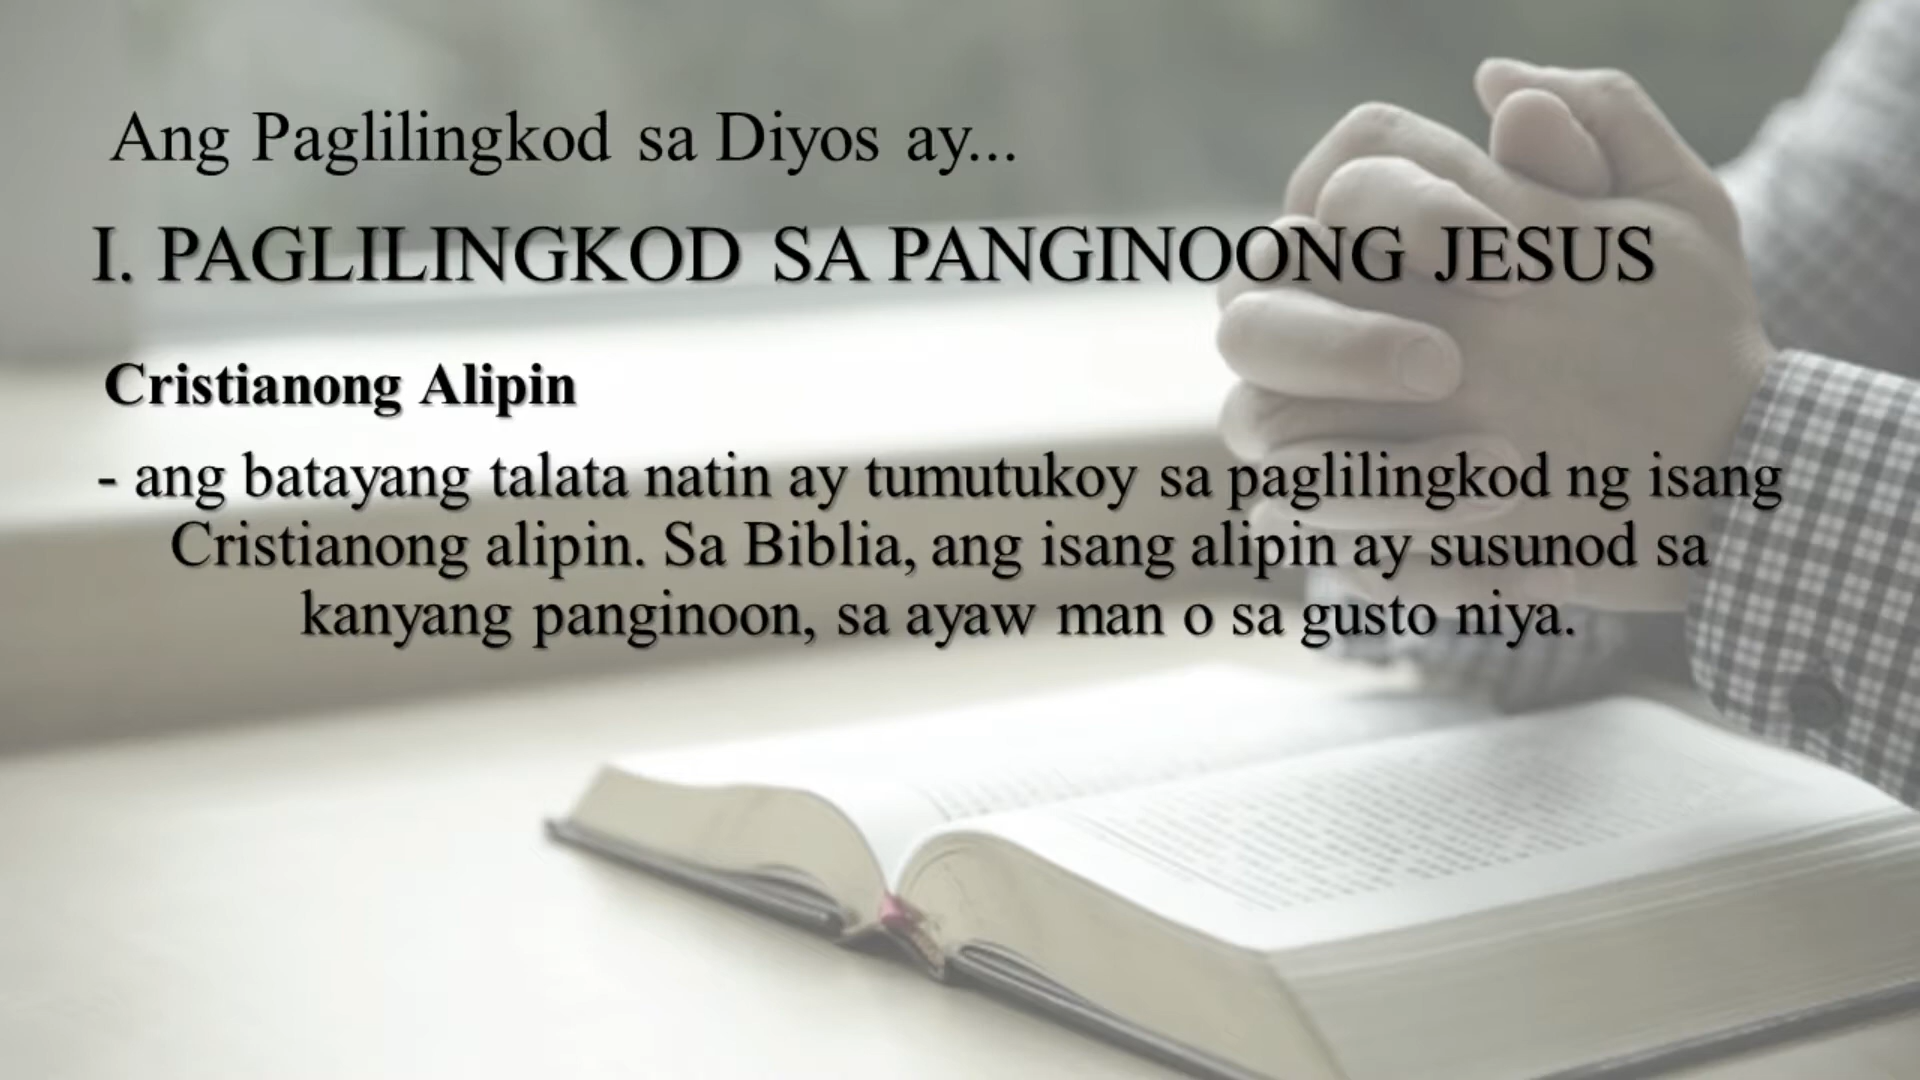 Ang Paglilingkod sa Diyos ay...
I. PAGLILINGKOD SA PANGINOONG JESUS
Cristianong Alipin
- ang batayang talata natin ay tumutukoy sa paglilingkod ng isang
Cristianong alipin. Sa Biblia, ang isang alipin ay susunod sa
kanyang panginoon, sa ayaw man o sa gusto niya.